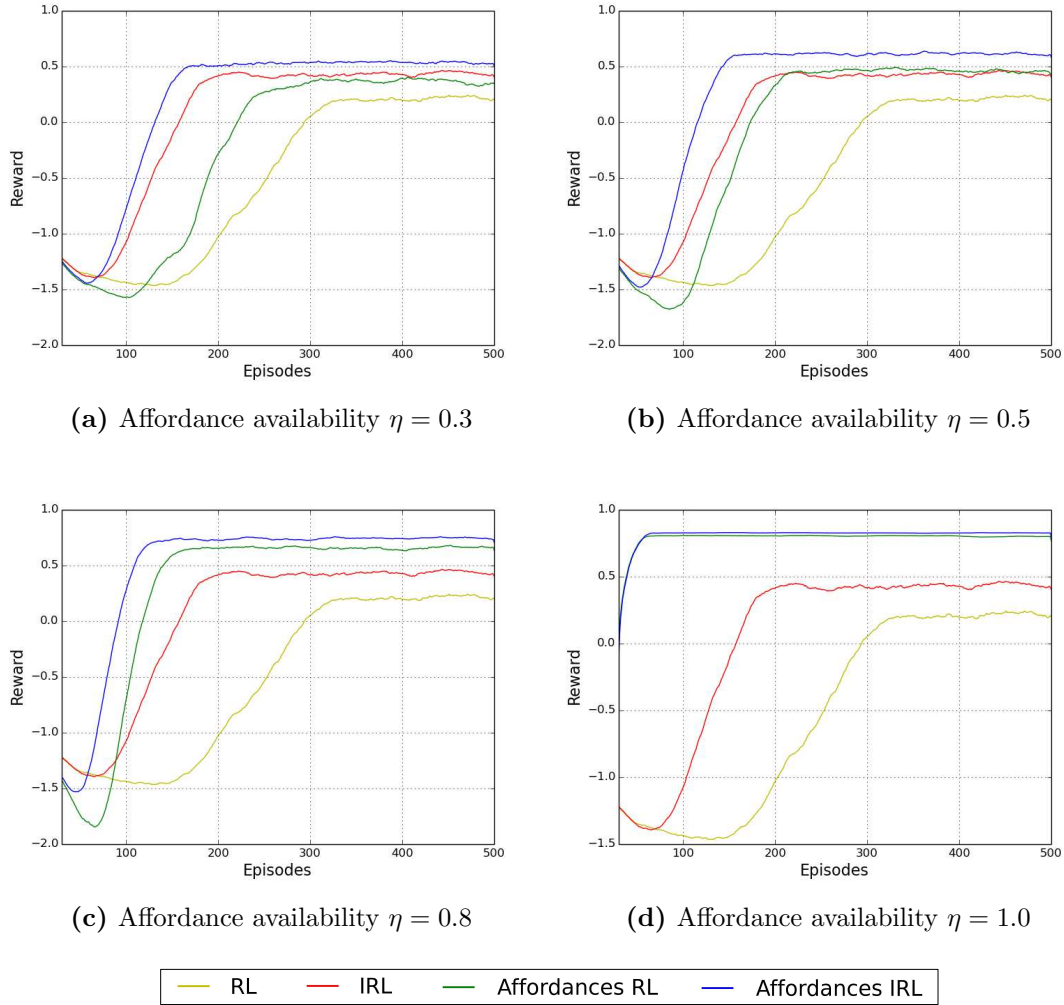 1.0
0.5
0.0
−0.5
−1.0
−1.5
−2.0
Reward
100 200 300 400 500
Episodes
(a) Affordance availability η = 0.3
1.0
0.5
0.0
−0.5
−1.0
−1.5
−2.0
Reward
100 200 300 400 500
Episodes
(b) Affordance availability η = 0.5
1.0
0.5
0.0
−0.5
−1.0
−1.5
−2.0
Reward
100 200 300 400 500
Episodes
(c) Affordance availability η = 0.8
1.0
0.5
0.0
−0.5
−1.0
−1.5
Reward
100 200 300 400 500
Episodes
(d) Affordance availability η = 1.0
RL IRL Affordances RL Affordances IRL